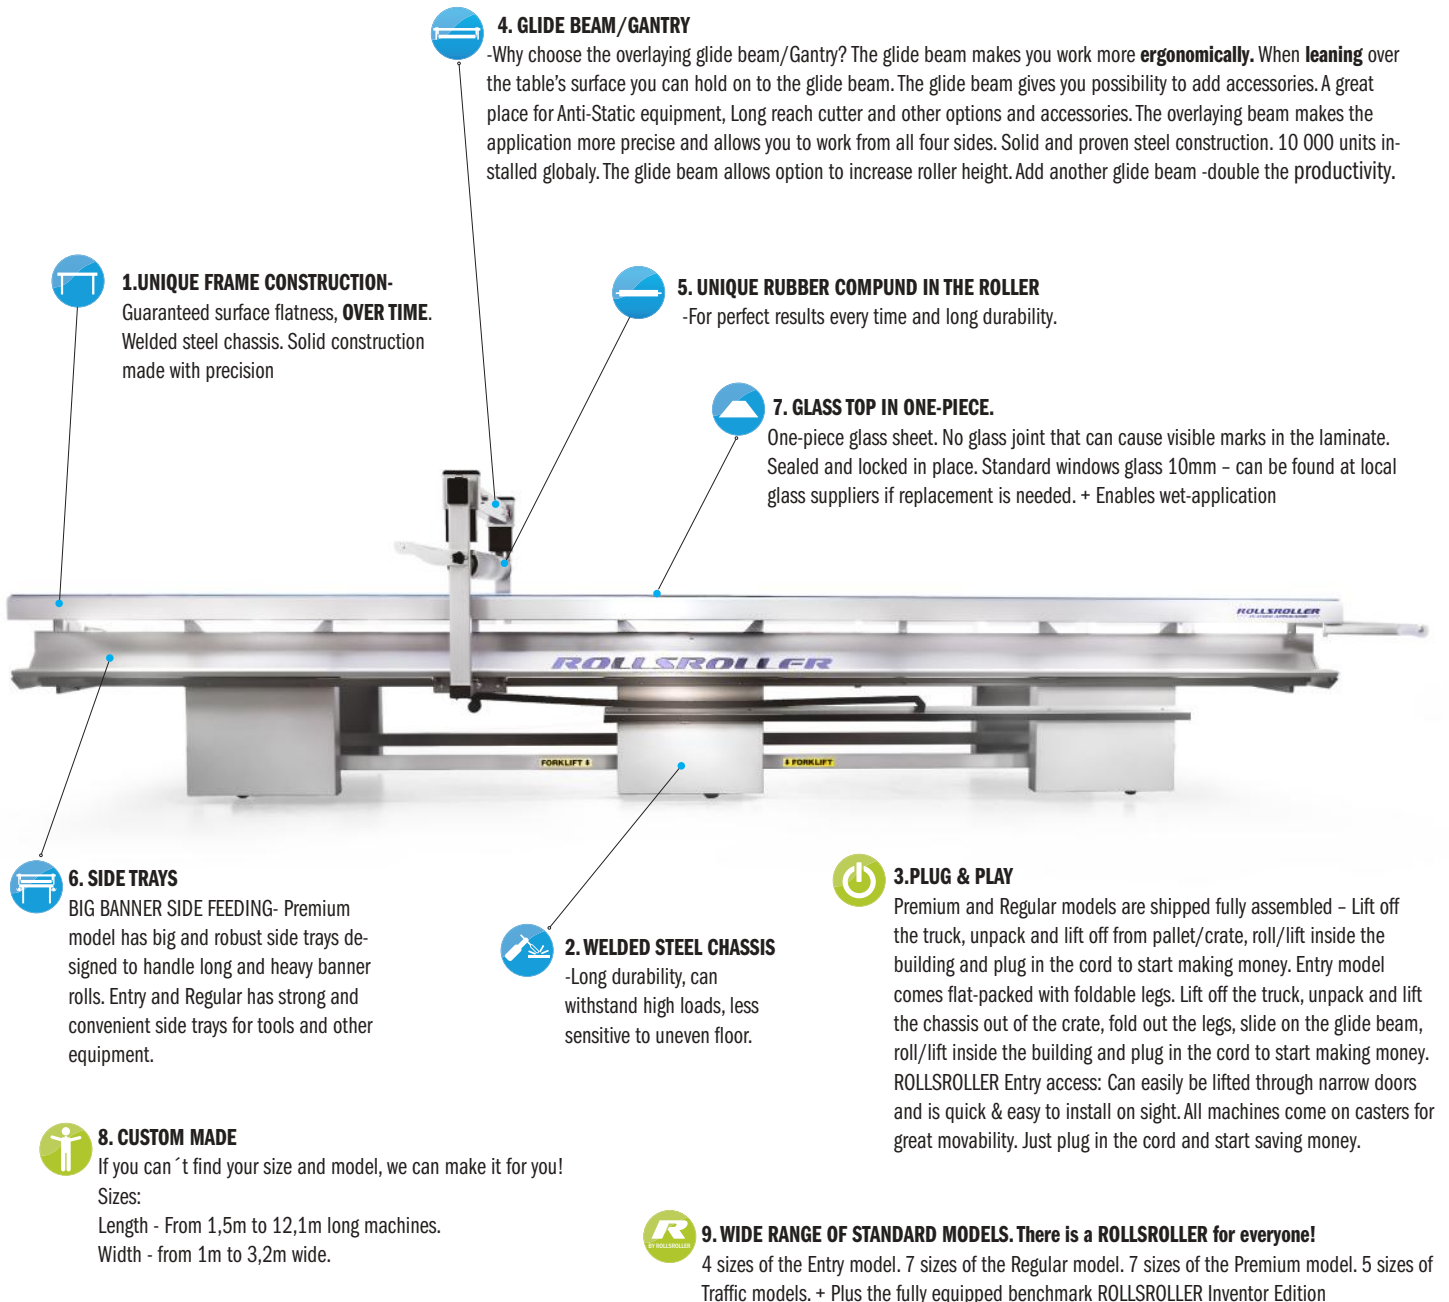 4. GLIDE BEAM/GANTRY
-Why choose the overlaying glide beam/Gantry? The glide beam makes you work more ergonomically. When leaning over
the table's surface you can hold on to the glide beam. The glide beam gives you possibility to add accessories. A great
place for Anti-Static equipment, Long reach cutter and other options and accessories. The overlaying beam makes the
application more precise and allows you to work from all four sides. Solid and proven steel construction. 10 000 units in-
stalled globaly. The glide beam allows option to increase roller height. Add another glide beam -double the productivity.
1.UNIQUE FRAME CONSTRUCTION-
Guaranteed surface flatness, OVER TIME.
Welded steel chassis. Solid construction
made with precision
5. UNIQUE RUBBER COMPUND IN THE ROLLER
-For perfect results every time and long durability.
7. GLASS TOP IN ONE-PIECE.
One-piece glass sheet. No glass joint that can cause visible marks in the laminate.
Sealed and locked in place. Standard windows glass 10mm – can be found at local
glass suppliers if replacement is needed. + Enables wet-application
ROLLSROLLER
ROLLSROLLER
FORKLIFT ⬇
⬇ FORKLIFT
6. SIDE TRAYS
BIG BANNER SIDE FEEDING- Premium
model has big and robust side trays de-
signed to handle long and heavy banner
rolls. Entry and Regular has strong and
convenient side trays for tools and other
equipment.
2. WELDED STEEL CHASSIS
-Long durability, can
withstand high loads, less
sensitive to uneven floor.
3.PLUG & PLAY
Premium and Regular models are shipped fully assembled – Lift off
the truck, unpack and lift off from pallet/crate, roll/lift inside the
building and plug in the cord to start making money. Entry model
comes flat-packed with foldable legs. Lift off the truck, unpack and lift
the chassis out of the crate, fold out the legs, slide on the glide beam,
roll/lift inside the building and plug in the cord to start making money.
ROLLSROLLER Entry access: Can easily be lifted through narrow doors
and is quick & easy to install on sight. All machines come on casters for
great movability. Just plug in the cord and start saving money.
8. CUSTOM MADE
If you can´t find your size and model, we can make it for you!
Sizes:
Length - From 1,5m to 12,1m long machines.
Width - from 1m to 3,2m wide.
R
BY ROLLSROLLER
9. WIDE RANGE OF STANDARD MODELS. There is a ROLLSROLLER for everyone!
4 sizes of the Entry model. 7 sizes of the Regular model. 7 sizes of the Premium model. 5 sizes of
Traffic models. + Plus the fully equipped benchmark ROLLSROLLER Inventor Edition